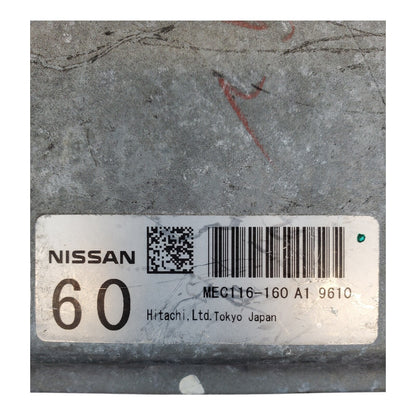 NISSAN
60
MEC116-160 A1 9610
Hitachi,Ltd.Tokyo Japan